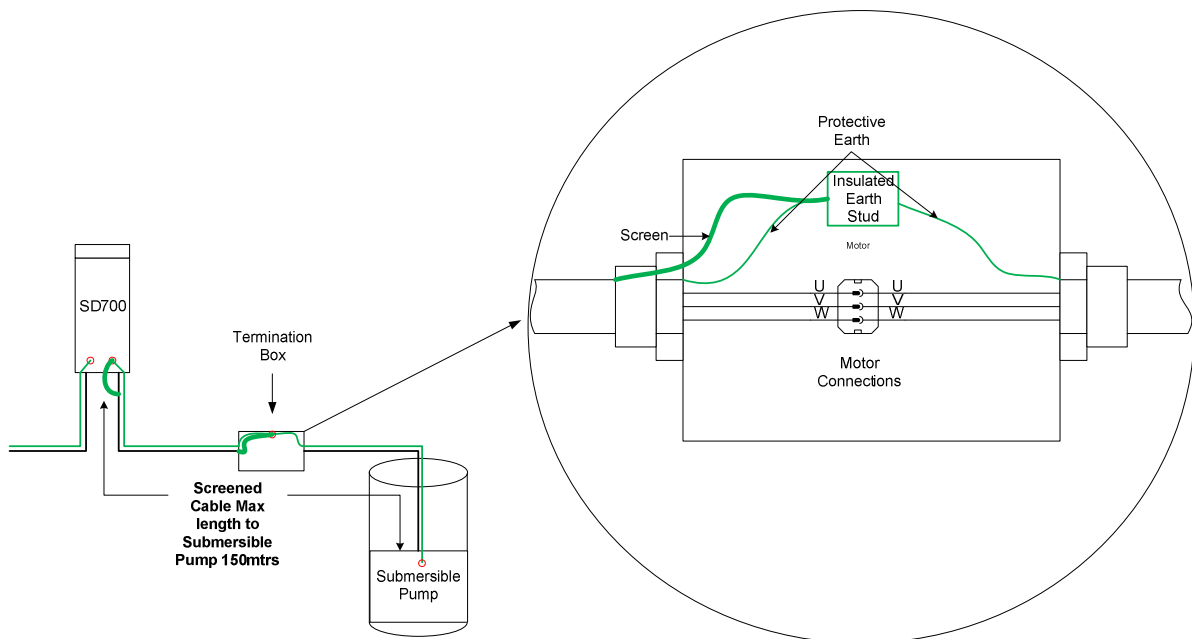 SD700
Termination
Box
Screened
Cable Max
length to
Submersible
Pump 150mtrs
Submersible
Pump
Protective
Earth
Insulated
Earth
Stud
Screen
Motor
U U
V V
W W
Motor
Connections